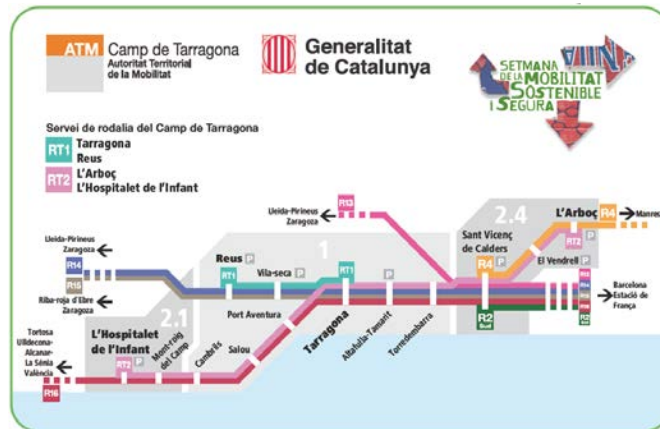 ATM Camp de Tarragona
Autoritat Territorial
de la Mobilitat
Generalitat
de Catalunya
SETMANA
DE LA MOBILITAT
SOSTENIBLE
I SEGURA
Servei de rodalia del Camp de Tarragona
RT1 Tarragona
Reus
RT2 L'Arboç
L'Hospitalet de l'Infant
Lleida-Pirineus
Zaragoza
R13
2.4
L'Arboç R4 Manresa
RT2 P
Sant Vicenç
de Calders
P
R4
El Vendrell P
R2
Sud
Barcelona
Estació de
França
R2
Sud
Lleida-Pirineus
Zaragoza
R14
R15
Riba-roja d'Ebre
Zaragoza
1
Reus P
RT1
Vila-seca P
RT1
Port Aventura
Tarragona
P
Altafulla-Tamarit
Torredembarra
2.1
L'Hospitalet
de l'Infant
RT2 P
Mont-roig
del Camp
Cambrils
Salou
Tortosa
Ulldecona-
Alcanar-
La Sénia
València
R16